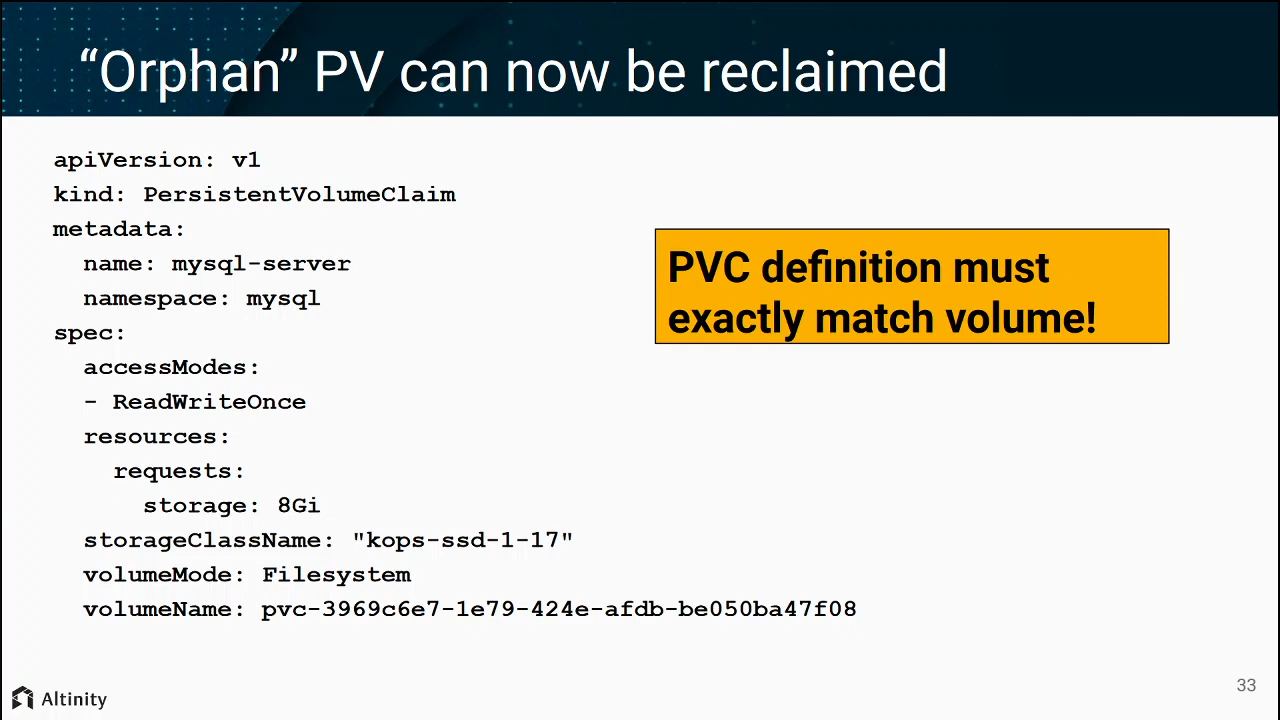 “Orphan” PV can now be reclaimed
apiVersion: v1
kind: PersistentVolumeClaim
metadata:
  name: mysql-server
  namespace: mysql
spec:
  accessModes:
  - ReadWriteOnce
  resources:
    requests:
      storage: 8Gi
  storageClassName: "kops-ssd-1-17"
  volumeMode: Filesystem
  volumeName: pvc-3969c6e7-1e79-424e-afdb-be050ba47f08
PVC definition must
exactly match volume!
Altinity
33